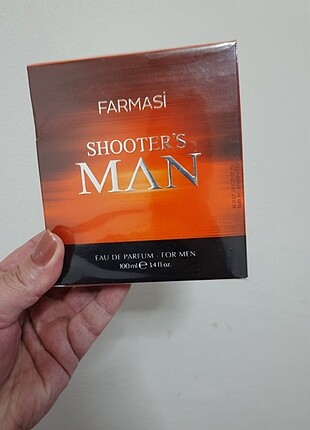 FARMASİ
SHOOTER'S
MAN
EAU DE PARFUM - FOR MEN
100ml ℮ 3.4 fl.oz.